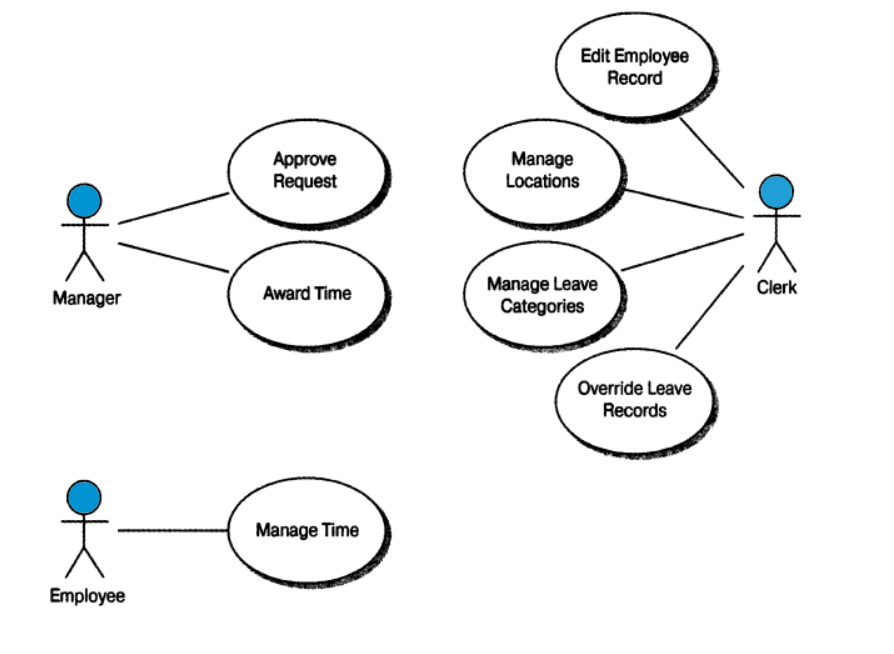 Edit Employee
Record
Approve
Request
Manage
Locations
Manager
Clerk
Award Time
Manage Leave
Categories
Override Leave
Records
Manage Time
Employee